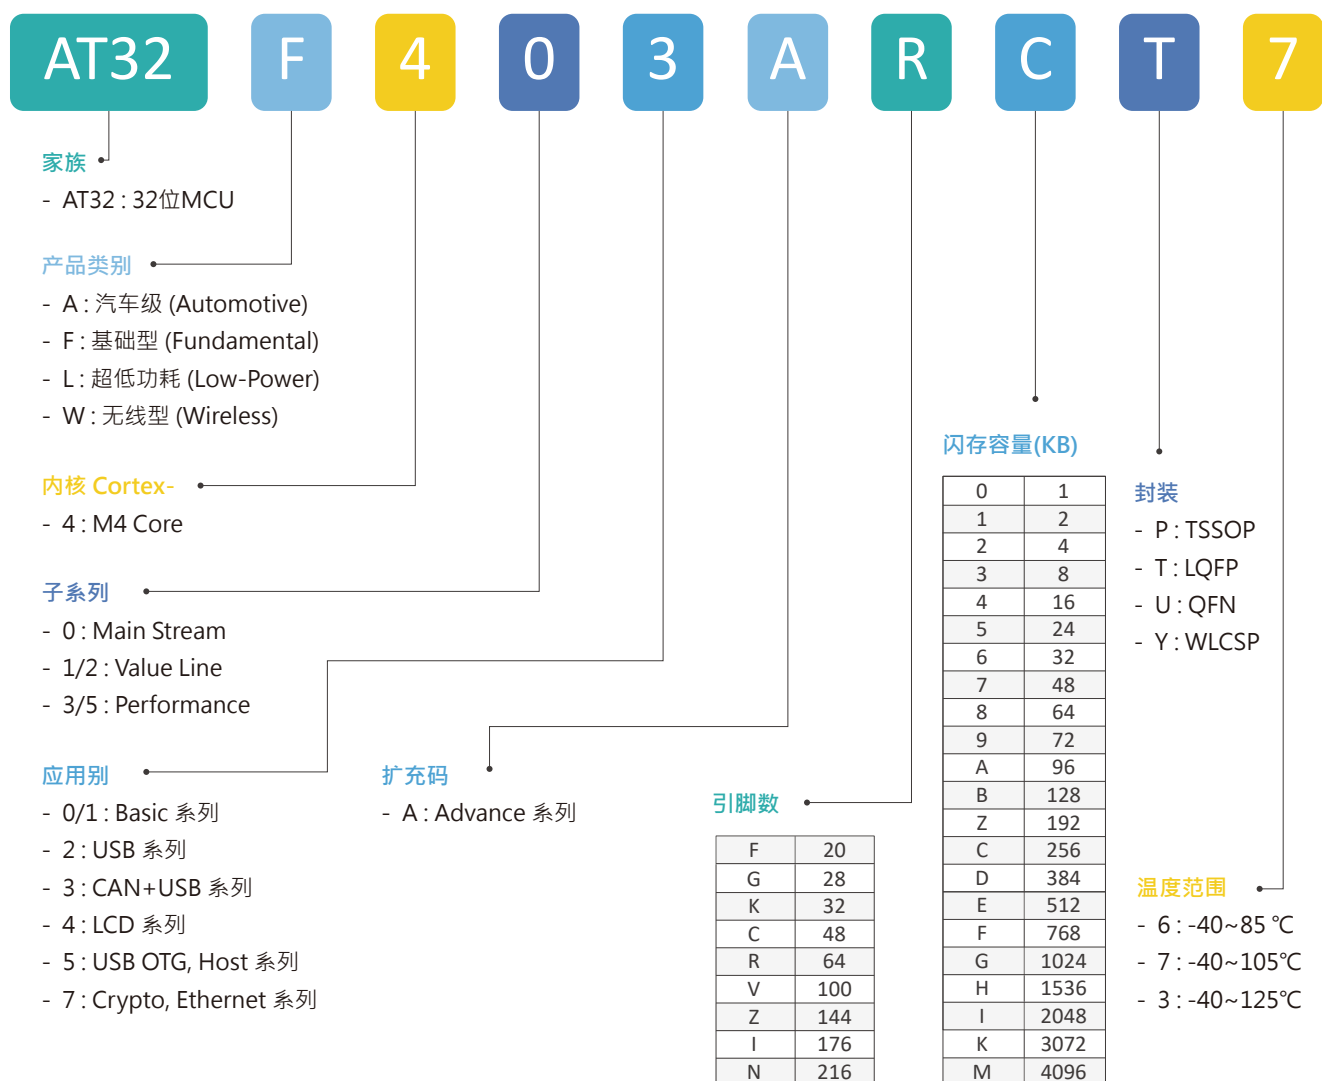 AT32 F 4 0 3 A R C T 7
家族
- AT32 : 32位MCU
产品类别
- A : 汽车级 (Automotive)
- F : 基础型 (Fundamental)
- L : 超低功耗 (Low-Power)
- W : 无线型 (Wireless)
内核 Cortex-
- 4 : M4 Core
子系列
- 0 : Main Stream
- 1/2 : Value Line
- 3/5 : Performance
应用别
- 0/1 : Basic 系列
- 2 : USB 系列
- 3 : CAN+USB 系列
- 4 : LCD 系列
- 5 : USB OTG, Host 系列
- 7 : Crypto, Ethernet 系列
扩充码
- A : Advance 系列
引脚数
F 20
G 28
K 32
C 48
R 64
V 100
Z 144
I 176
N 216
闪存容量(KB)
0 1
1 2
2 4
3 8
4 16
5 24
6 32
7 48
8 64
9 72
A 96
B 128
Z 192
C 256
D 384
E 512
F 768
G 1024
H 1536
I 2048
K 3072
M 4096
封装
- P : TSSOP
- T : LQFP
- U : QFN
- Y : WLCSP
温度范围
- 6 : -40~85 ℃
- 7 : -40~105℃
- 3 : -40~125℃